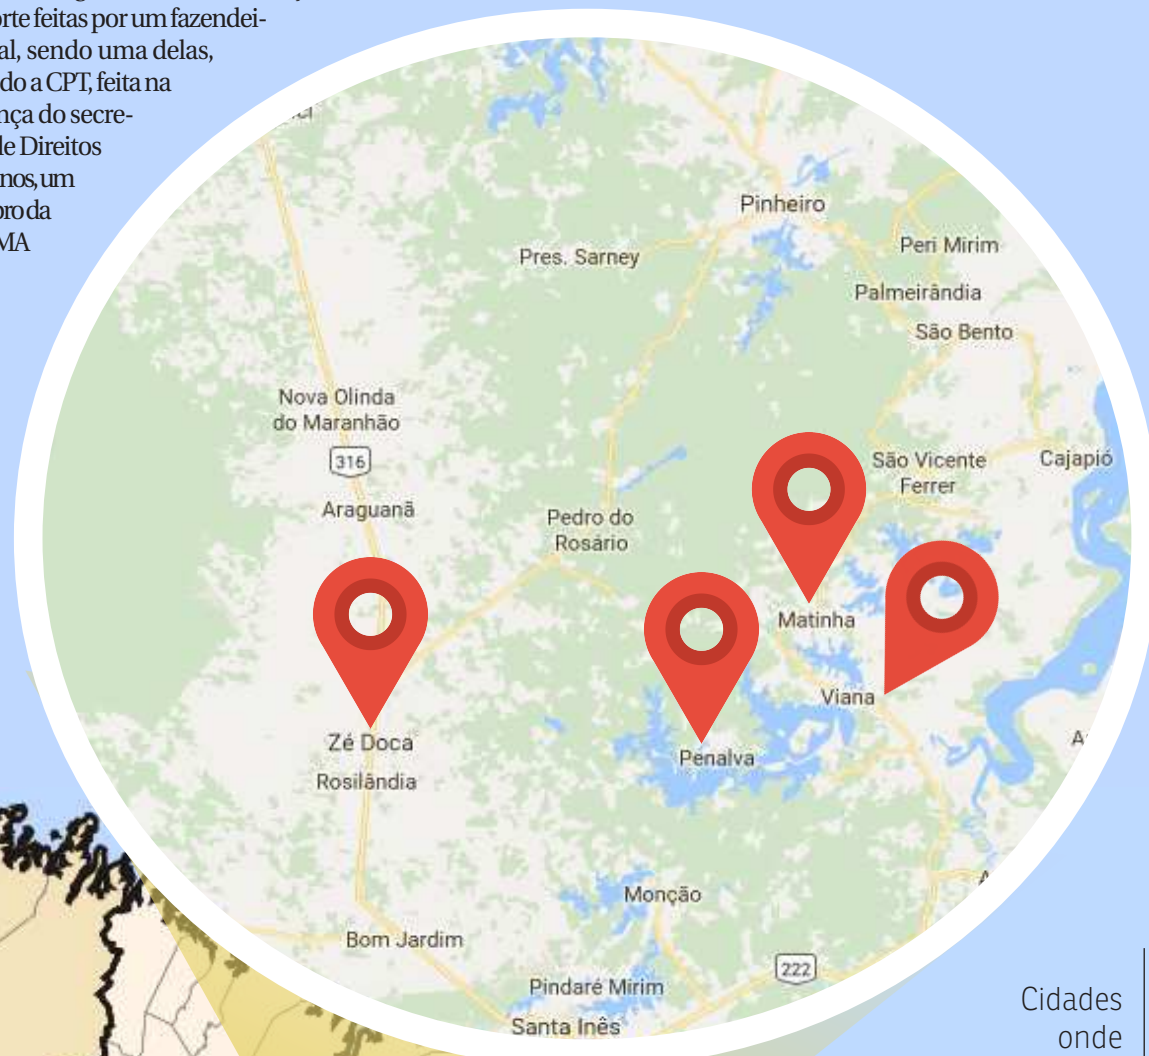 orte feitas por um fazendei-
al, sendo uma delas,
do a CPT, feita na
nça do secre-
de Direitos
nos, um
bro da
MA
Pinheiro
Pres. Sarney
Peri Mirim
Palmeirândia
São Bento
Nova Olinda
do Maranhão
316
São Vicente
Ferrer
Cajapió
Araguanã
Pedro do
Rosário
Matinha
Viana
Zé Doca
Penalva
Rosilândia
Monção
Bom Jardim
222
Pindaré Mirim
Santa Inês
Cidades
onde